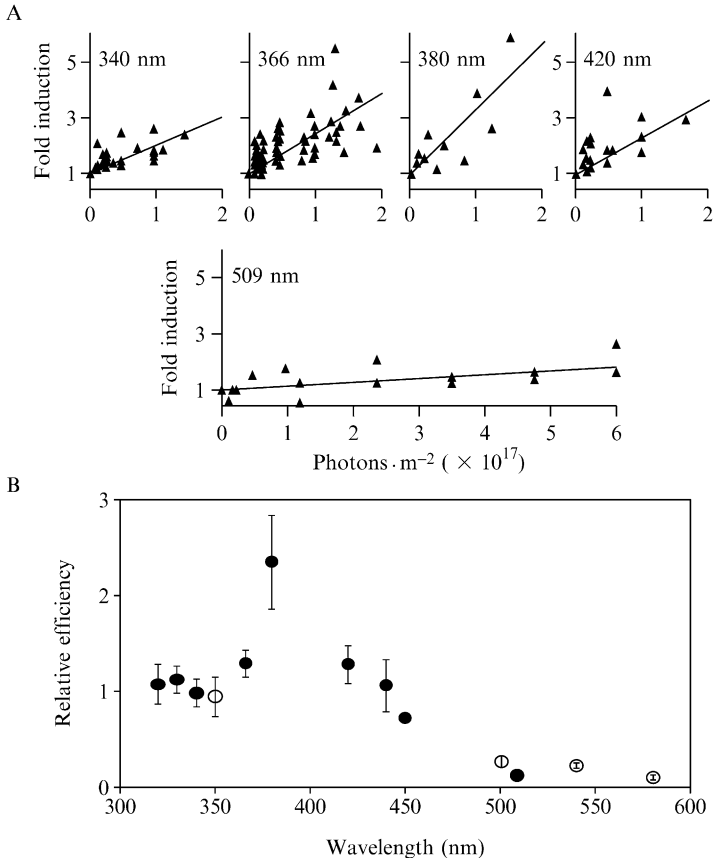 A
340 nm
366 nm
380 nm
420 nm
Fold induction
5
3
1
0 1 2
0 1 2
0 1 2
0 1 2
509 nm
Fold induction
5
3
1
0 1 2 3 4 5 6
Photons·m⁻² ( × 10¹⁷)
B
Relative efficiency
3
2
1
0
300 350 400 450 500 550 600
Wavelength (nm)